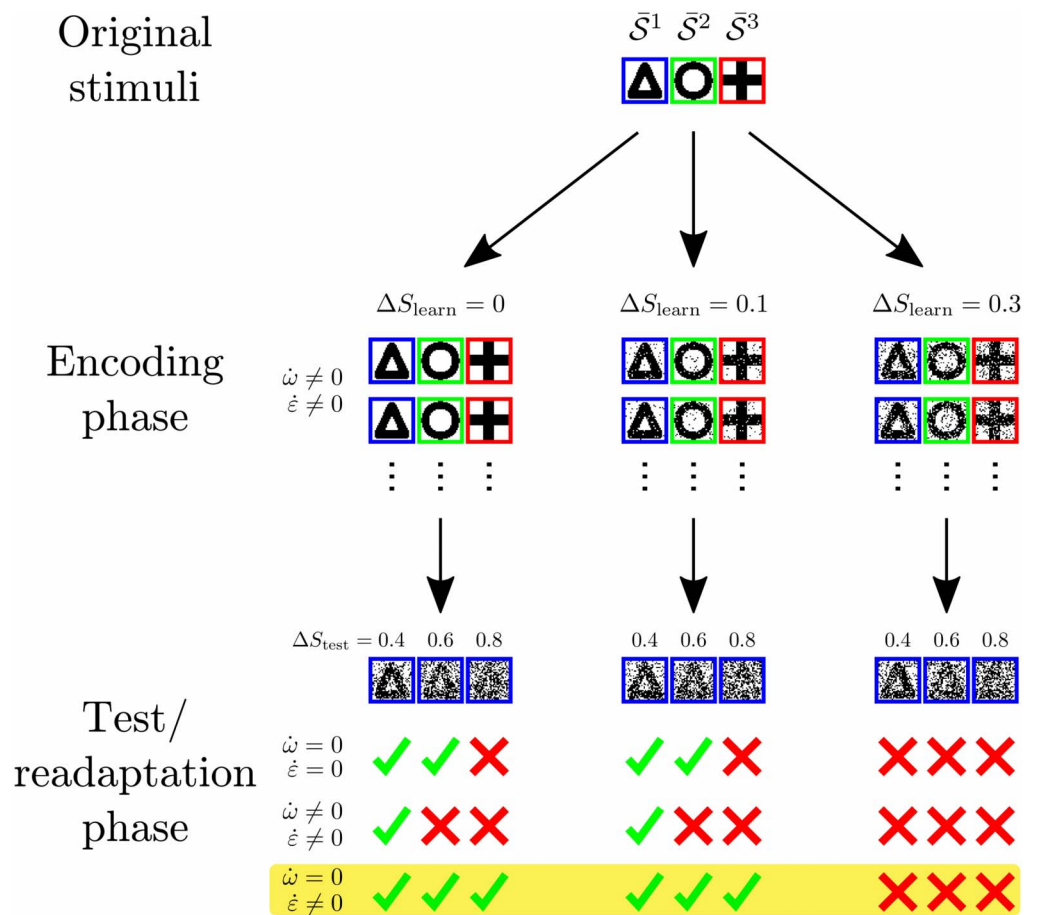 Original
stimuli
S̄¹ S̄² S̄³
ΔS_learn = 0 ΔS_learn = 0.1 ΔS_learn = 0.3
Encoding
phase
ω̇ ≠ 0
ε̇ ≠ 0
⋮ ⋮ ⋮ ⋮ ⋮ ⋮ ⋮ ⋮ ⋮
ΔS_test = 0.4 0.6 0.8 0.4 0.6 0.8 0.4 0.6 0.8
Test/
readaptation
phase
ω̇ = 0
ε̇ = 0
ω̇ ≠ 0
ε̇ ≠ 0
ω̇ = 0
ε̇ ≠ 0